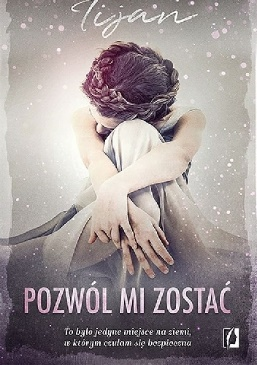 Tijan
POZWÓL MI ZOSTAĆ
To było jedyne miejsce na ziemi,
w którym czułam się bezpieczna